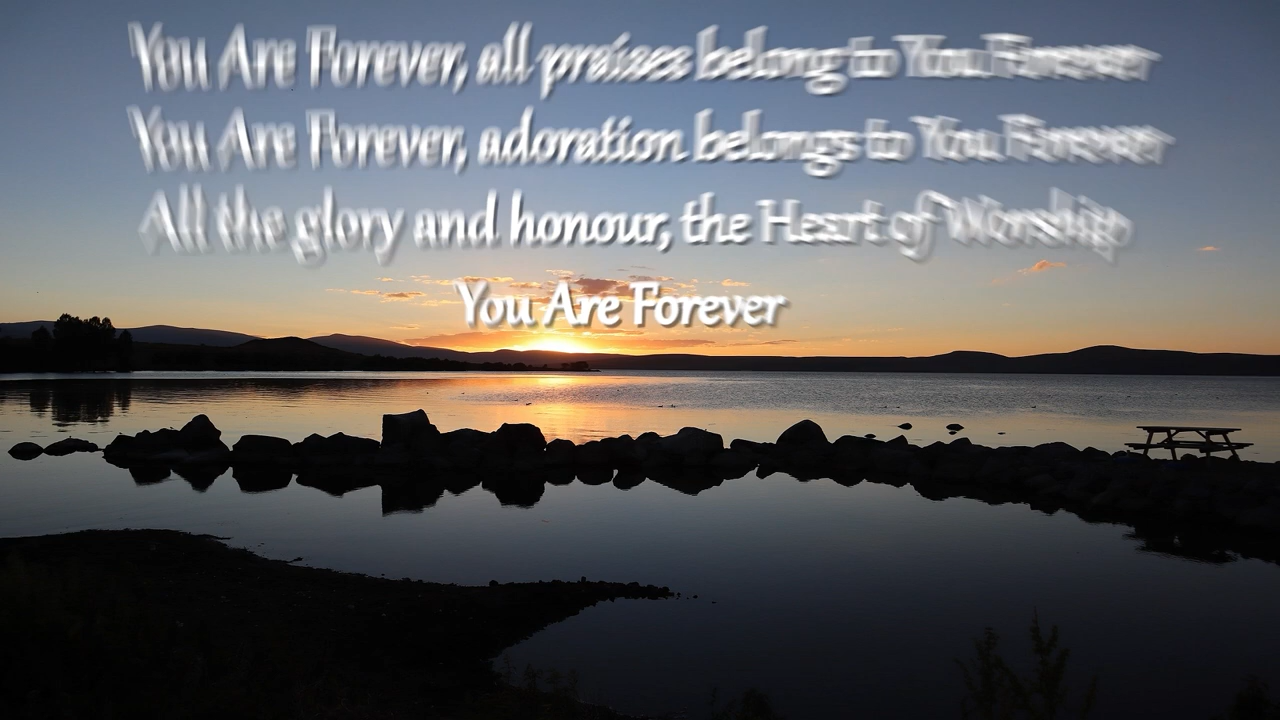 You Are Forever, all praises belong to You Forever
You Are Forever, adoration belongs to You Forever
All the glory and honour, the Heart of Worship
You Are Forever